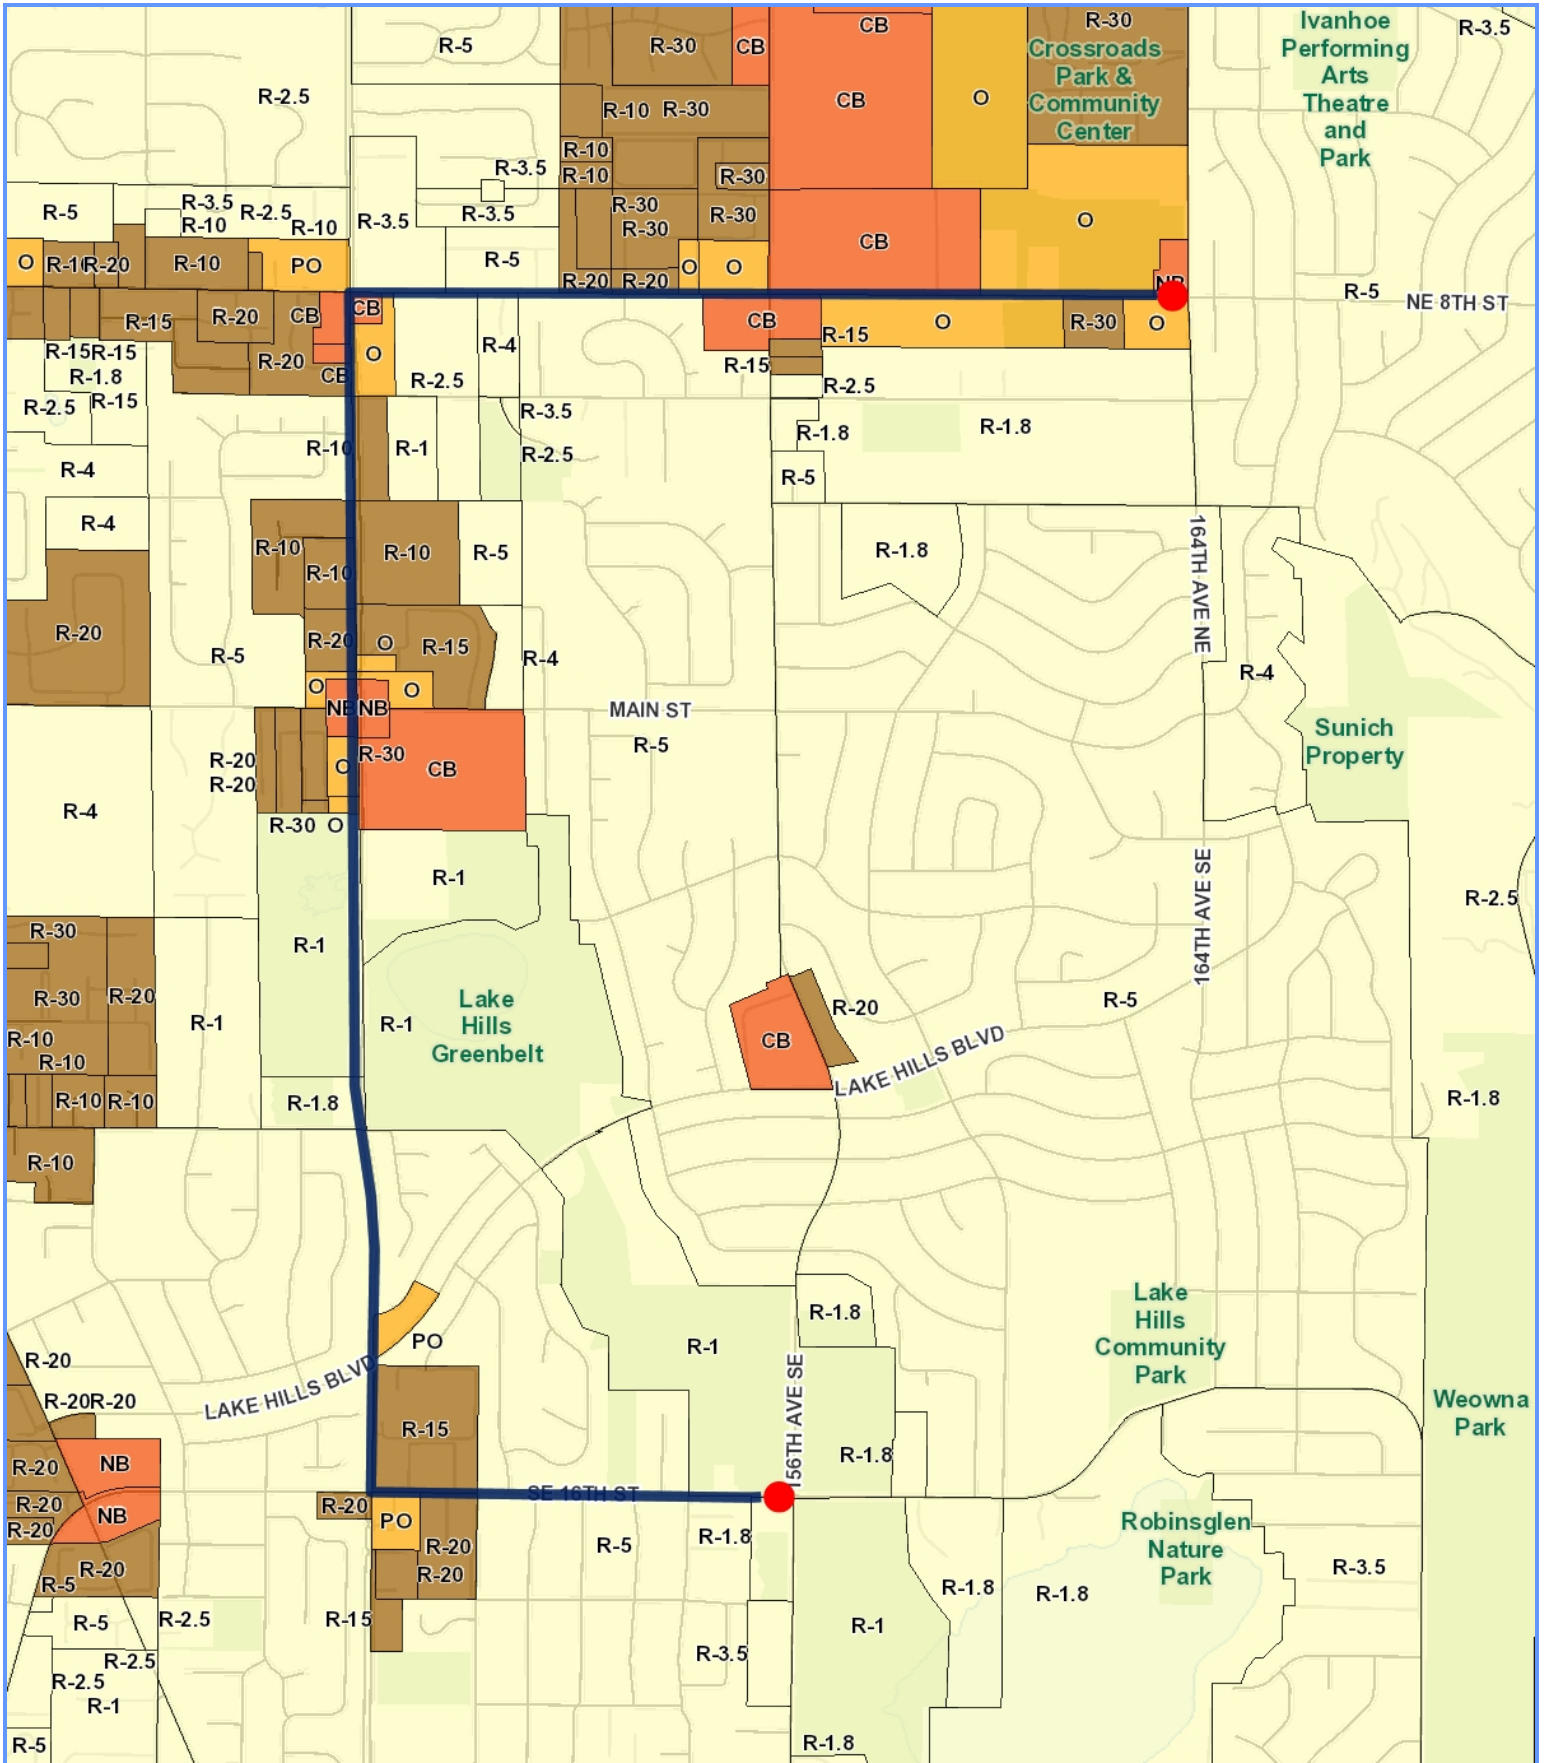 R-5
R-30
CB
CB
R-30
Ivanhoe
Performing
Arts
Theatre
and
Park
R-3.5
Crossroads
Park &
Community
Center
R-2.5
R-10
R-30
CB
O
R-10
R-10
R-3.5
R-30
R-5
R-3.5
R-10
R-2.5
R-10
R-3.5
R-3.5
R-30
R-30
R-30
O
CB
O
R-10
R-20
R-10
PO
R-5
R-20
R-20
O
O
NB
R-5
NE 8TH ST
R-15
R-20
CB
CB
O
R-4
CB
R-15
O
R-30
O
R-15
R-15
R-1.8
R-20
CB
R-2.5
R-15
R-2.5
R-2.5
R-15
R-3.5
R-4
R-10
R-1
R-2.5
R-1.8
R-1.8
R-5
R-4
R-10
R-10
R-10
R-5
R-1.8
164TH AVE NE
R-20
R-5
R-20
O
R-15
R-4
R-4
O
O
NB
NB
MAIN ST
R-5
Sunich
Property
R-20
R-20
O
R-30
CB
R-4
R-30
O
R-1
164TH AVE SE
R-2.5
R-30
R-1
R-30
R-20
R-1
R-1
Lake
Hills
Greenbelt
R-20
R-5
CB
LAKE HILLS BLVD
R-10
R-10
R-10
R-10
R-1.8
R-1.8
R-10
Lake
Hills
Community
Park
R-1.8
PO
R-1
R-20
LAKE HILLS BLVD
R-20
R-20
R-15
156TH AVE SE
R-1.8
Weowna
Park
R-20
NB
R-20
R-20
NB
R-20
SE 16TH ST
PO
R-20
R-20
R-5
R-1.8
Robinsglen
Nature
Park
R-20
R-5
R-1.8
R-1.8
R-3.5
R-5
R-2.5
R-15
R-1
R-3.5
R-2.5
R-2.5
R-1
R-5
R-1.8